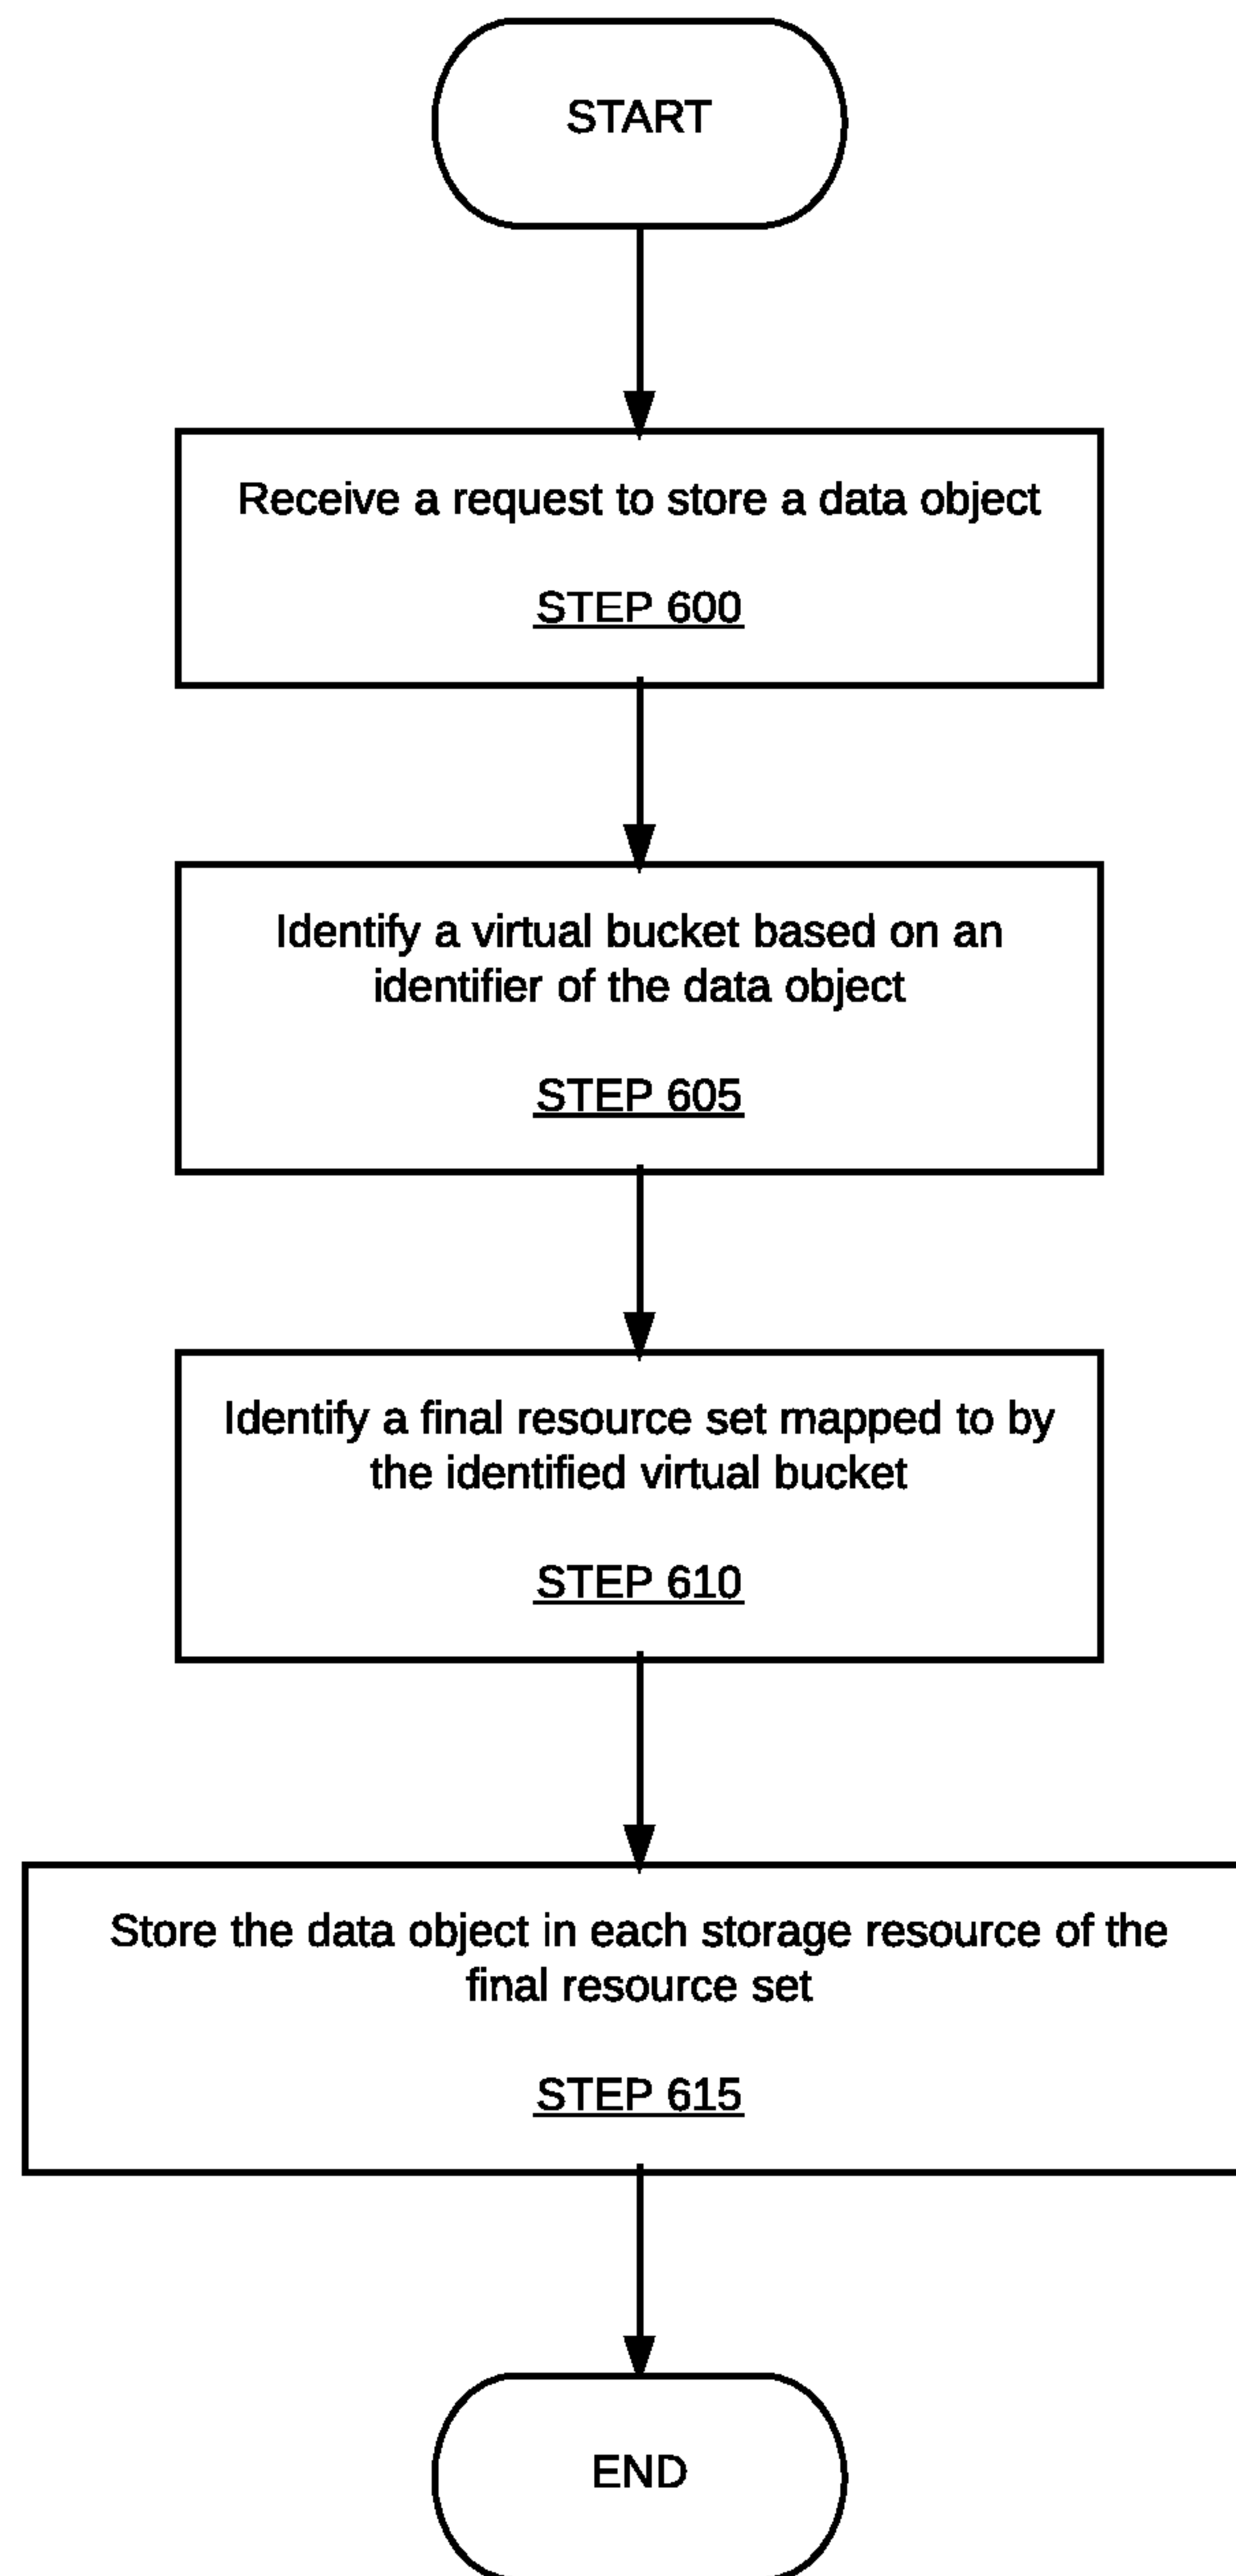 START
Receive a request to store a data object
STEP 600
Identify a virtual bucket based on an
identifier of the data object
STEP 605
Identify a final resource set mapped to by
the identified virtual bucket
STEP 610
Store the data object in each storage resource of the
final resource set
STEP 615
END